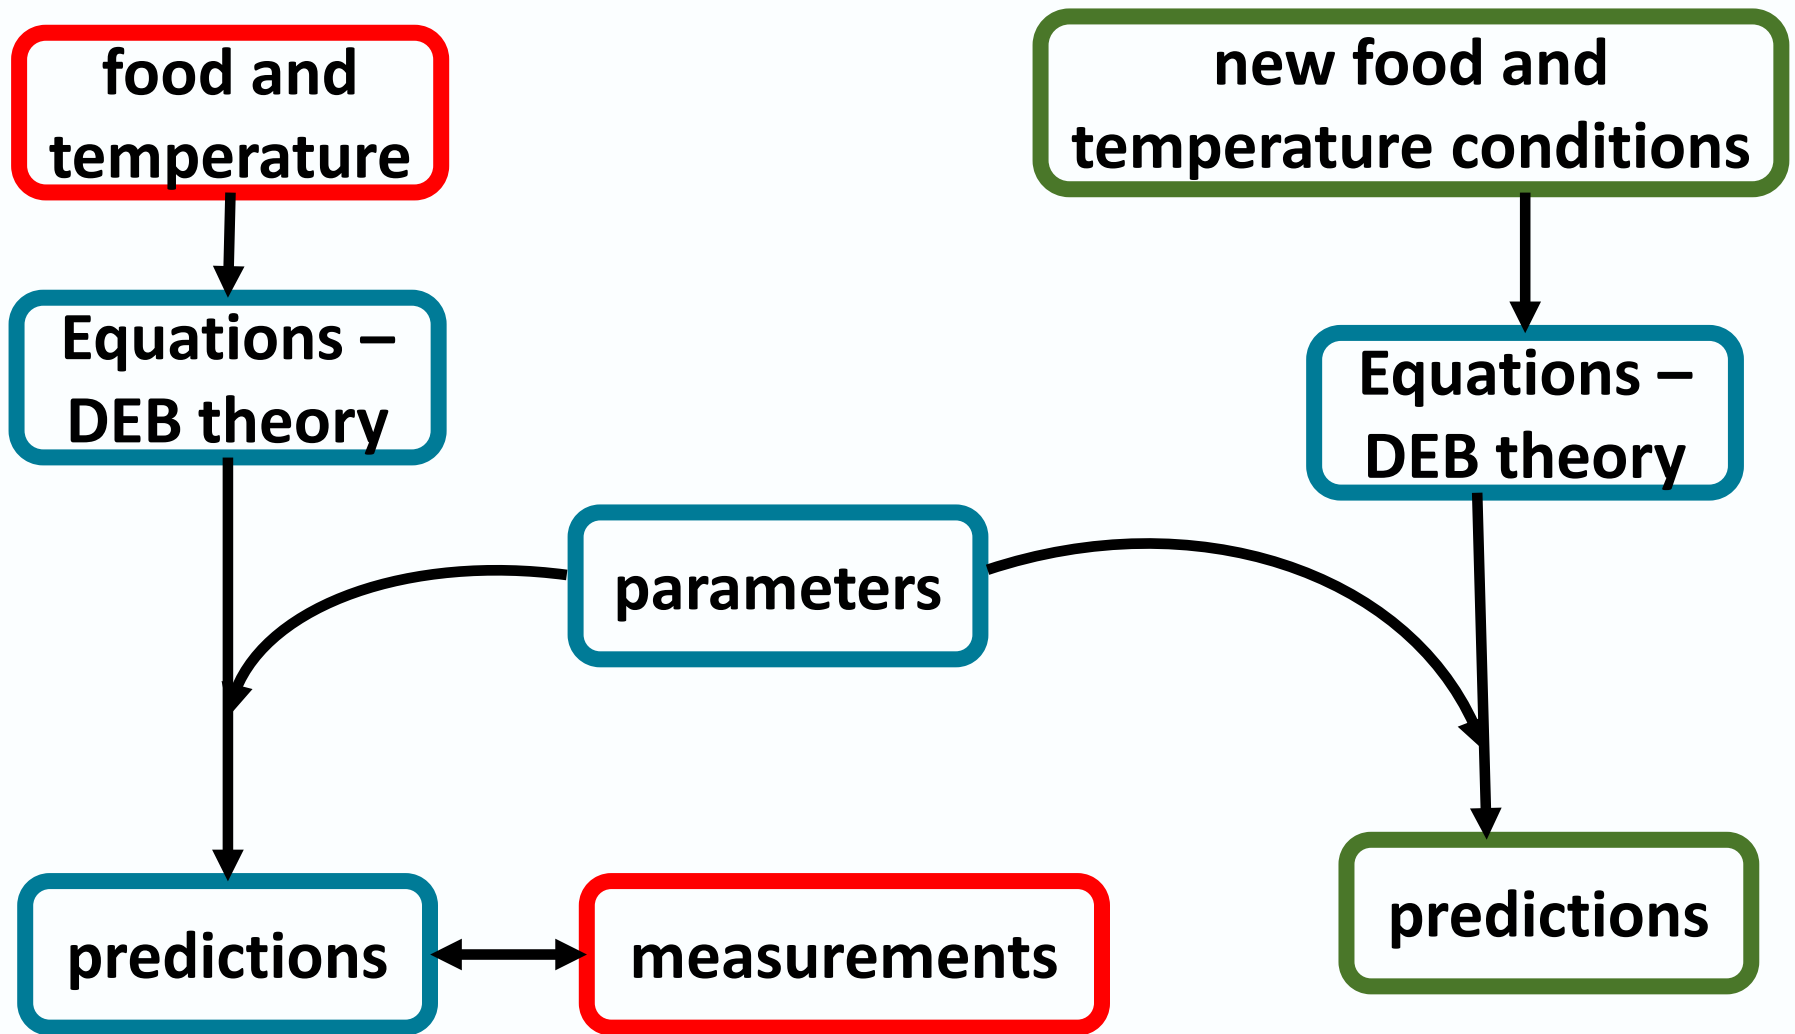 food and
temperature
new food and
temperature conditions
Equations –
DEB theory
Equations –
DEB theory
parameters
predictions
measurements
predictions